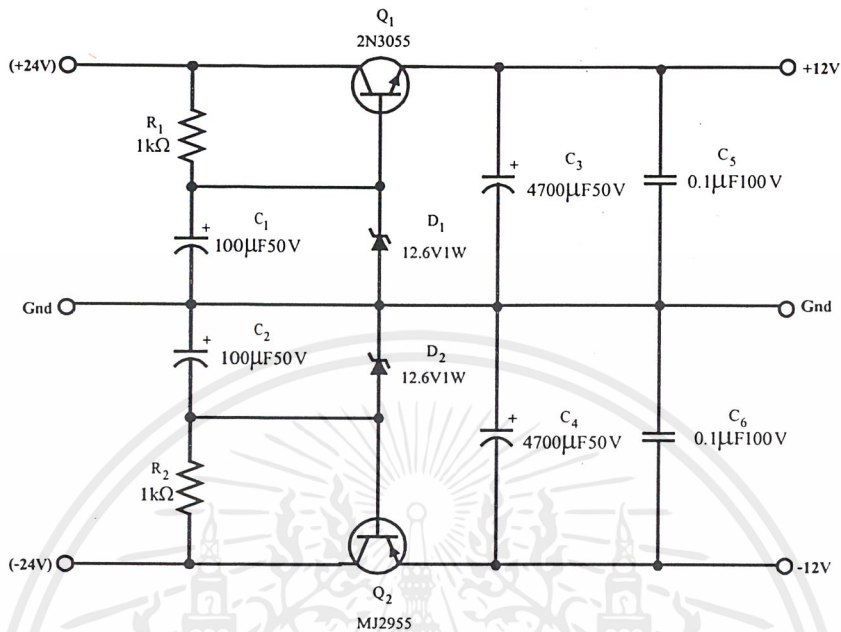 Q1
2N3055
(+24V)
+12V
R1
1kΩ
+
C3
4700µF50V
C5
0.1µF100V
+
C1
100µF50V
D1
12.6V1W
Gnd
Gnd
+
C2
100µF50V
D2
12.6V1W
+
C4
4700µF50V
C6
0.1µF100V
R2
1kΩ
(-24V)
-12V
Q2
MJ2955